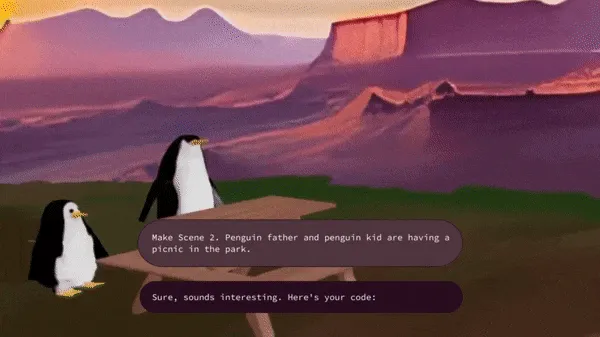 Make Scene 2. Penguin father and penguin kid are having a
picnic in the park.
Sure, sounds interesting. Here's your code: